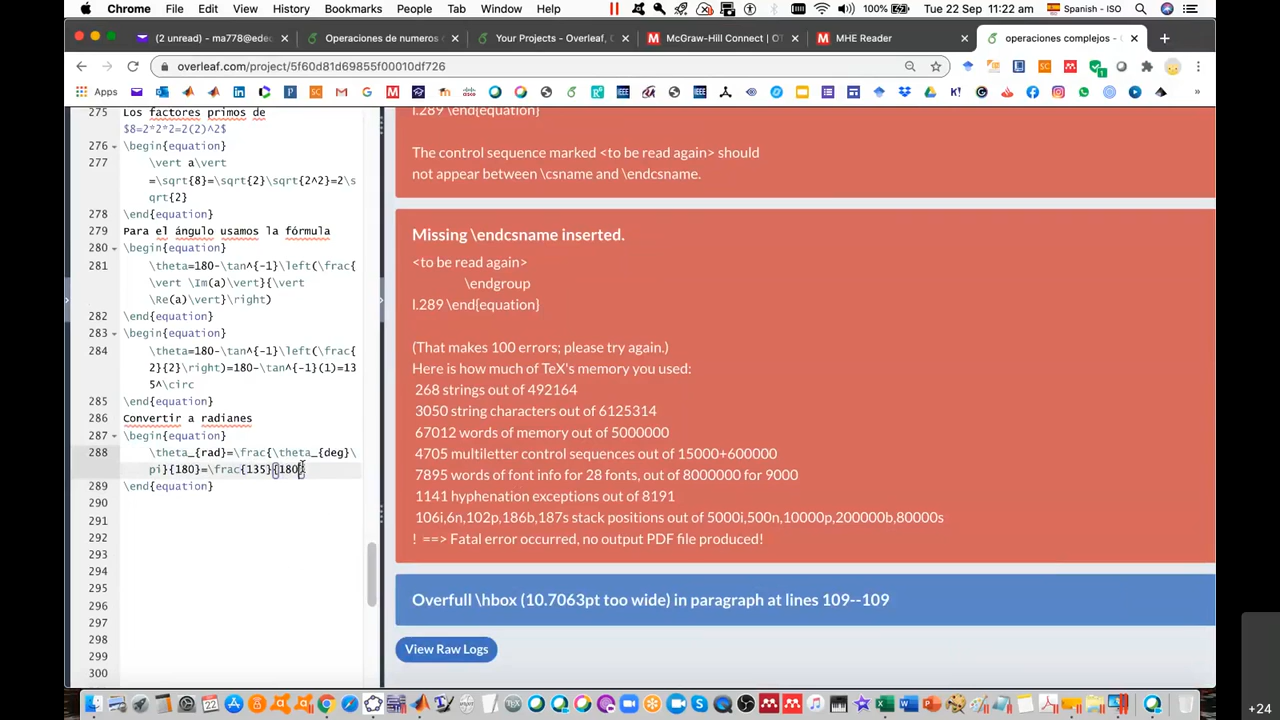 Chrome File Edit View History Bookmarks People Tab Window Help 100% Tue 22 Sep 11:22 am Spanish - ISO
(2 unread) - ma778@ede Operaciones de numeros c Your Projects - Overleaf, O McGraw-Hill Connect | OT MHE Reader operaciones complejos -
overleaf.com/project/5f60d81d69855f00010df726
Apps
275 Los factores primos de
$8=2*2*2=2(2)^2$
276 \begin{equation}
277 \vert a\vert
=\sqrt{8}=\sqrt{2}\sqrt{2^2}=2\s
qrt{2}
278 \end{equation}
279 Para el ángulo usamos la fórmula
280 \begin{equation}
281 \theta=180-\tan^{-1}\left(\frac{
\vert \Im(a)\vert}{\vert
\Re(a)\vert}\right)
282 \end{equation}
283 \begin{equation}
284 \theta=180-\tan^{-1}\left(\frac{
2}{2}\right)=180-\tan^{-1}(1)=13
5^\circ
285 \end{equation}
286 Convertir a radianes
287 \begin{equation}
288 \theta_{rad}=\frac{\theta_{deg}\
pi}{180}=\frac{135}{180}
289 \end{equation}
290
291
292
293
294
295
296
297
298
299
300
l.289 \end{equation}
The control sequence marked <to be read again> should
not appear between \csname and \endcsname.
Missing \endcsname inserted.
<to be read again>
\endgroup
l.289 \end{equation}
(That makes 100 errors; please try again.)
Here is how much of TeX's memory you used:
268 strings out of 492164
3050 string characters out of 6125314
67012 words of memory out of 5000000
4705 multiletter control sequences out of 15000+600000
7895 words of font info for 28 fonts, out of 8000000 for 9000
1141 hyphenation exceptions out of 8191
106i,6n,102p,186b,187s stack positions out of 5000i,500n,10000p,200000b,80000s
! ==> Fatal error occurred, no output PDF file produced!
Overfull \hbox (10.7063pt too wide) in paragraph at lines 109--109
View Raw Logs
+24